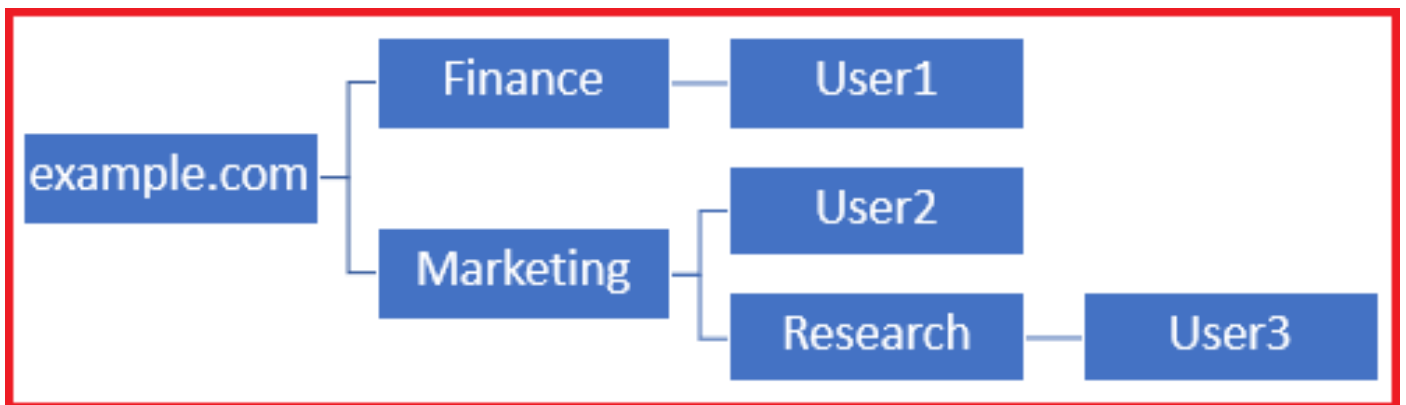 example.com
Finance
User1
Marketing
User2
Research
User3